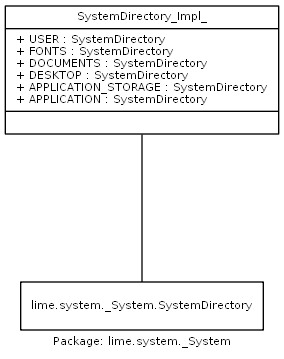 SystemDirectory_Impl_
+ USER : SystemDirectory
+ FONTS : SystemDirectory
+ DOCUMENTS : SystemDirectory
+ DESKTOP : SystemDirectory
+ APPLICATION_STORAGE : SystemDirectory
+ APPLICATION : SystemDirectory
lime.system._System.SystemDirectory
Package: lime.system._System